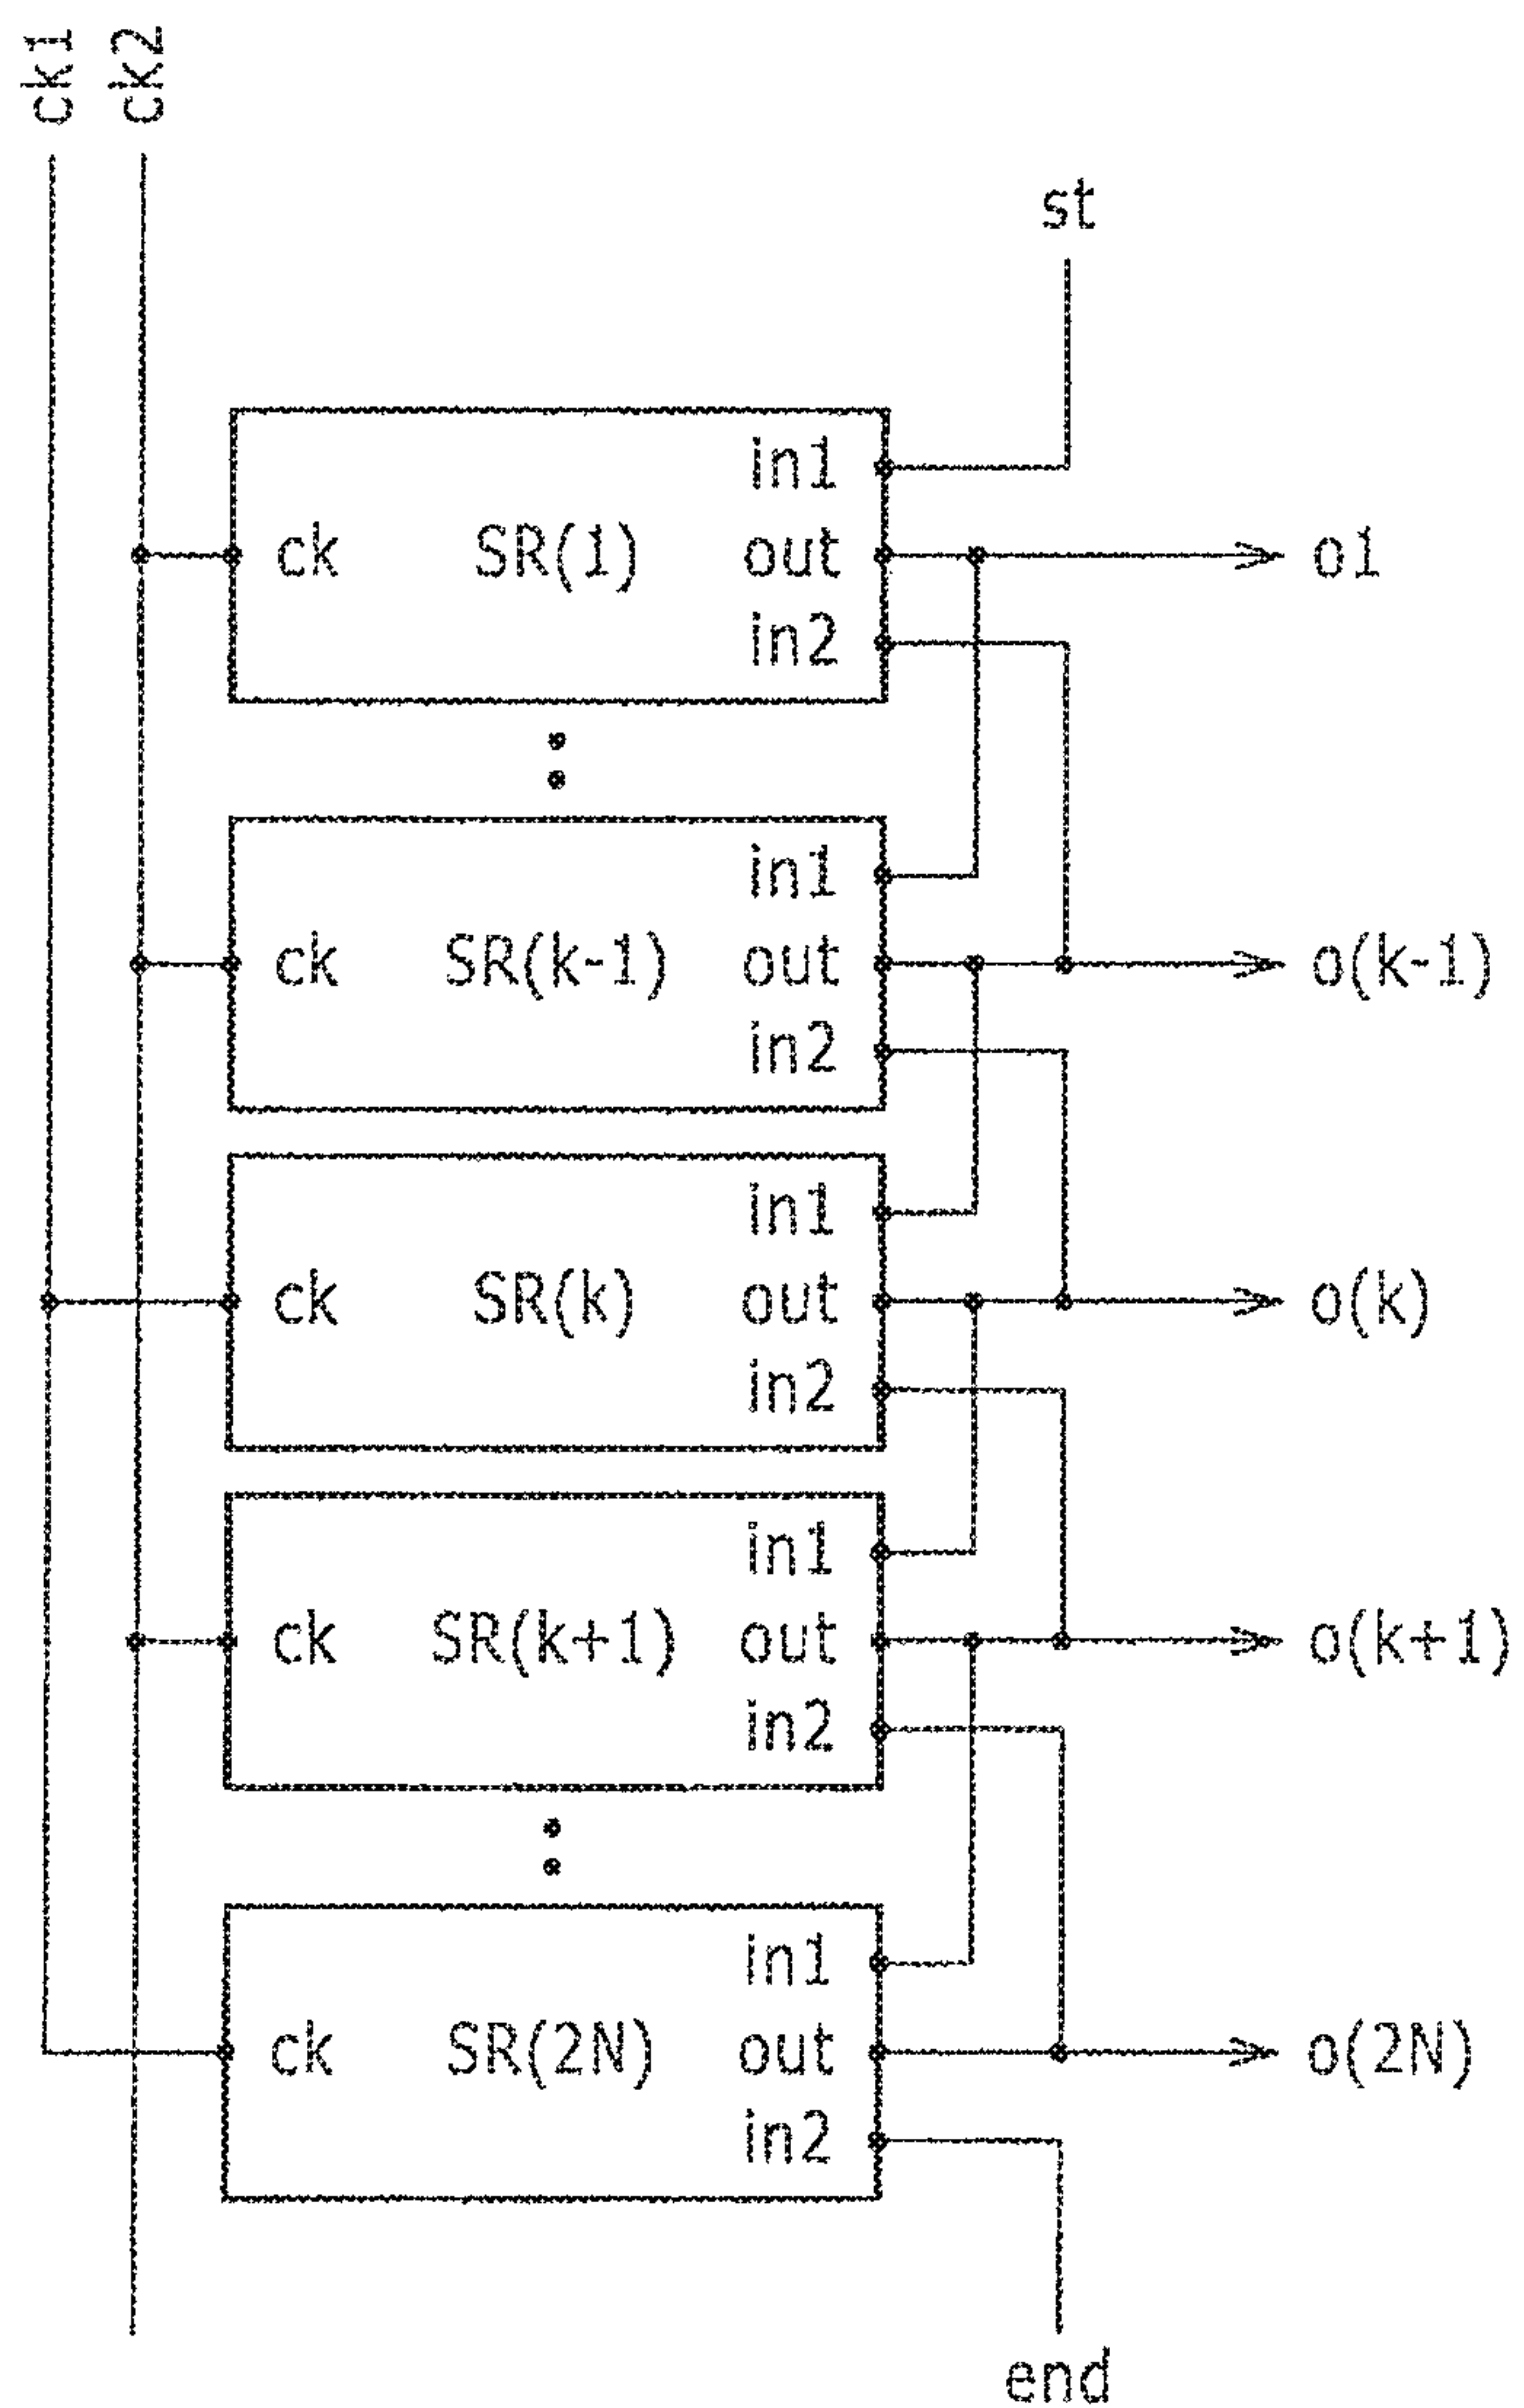 ck1
ck2
st
in1
ck SR(1) out o1
in2
in1
ck SR(k-1) out o(k-1)
in2
in1
ck SR(k) out o(k)
in2
in1
ck SR(k+1) out o(k+1)
in2
in1
ck SR(2N) out o(2N)
in2
end